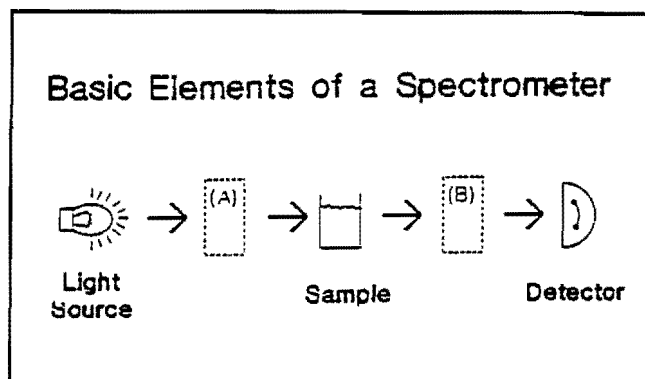 Basic Elements of a Spectrometer
(A)
(B)
Light
Source
Sample
Detector